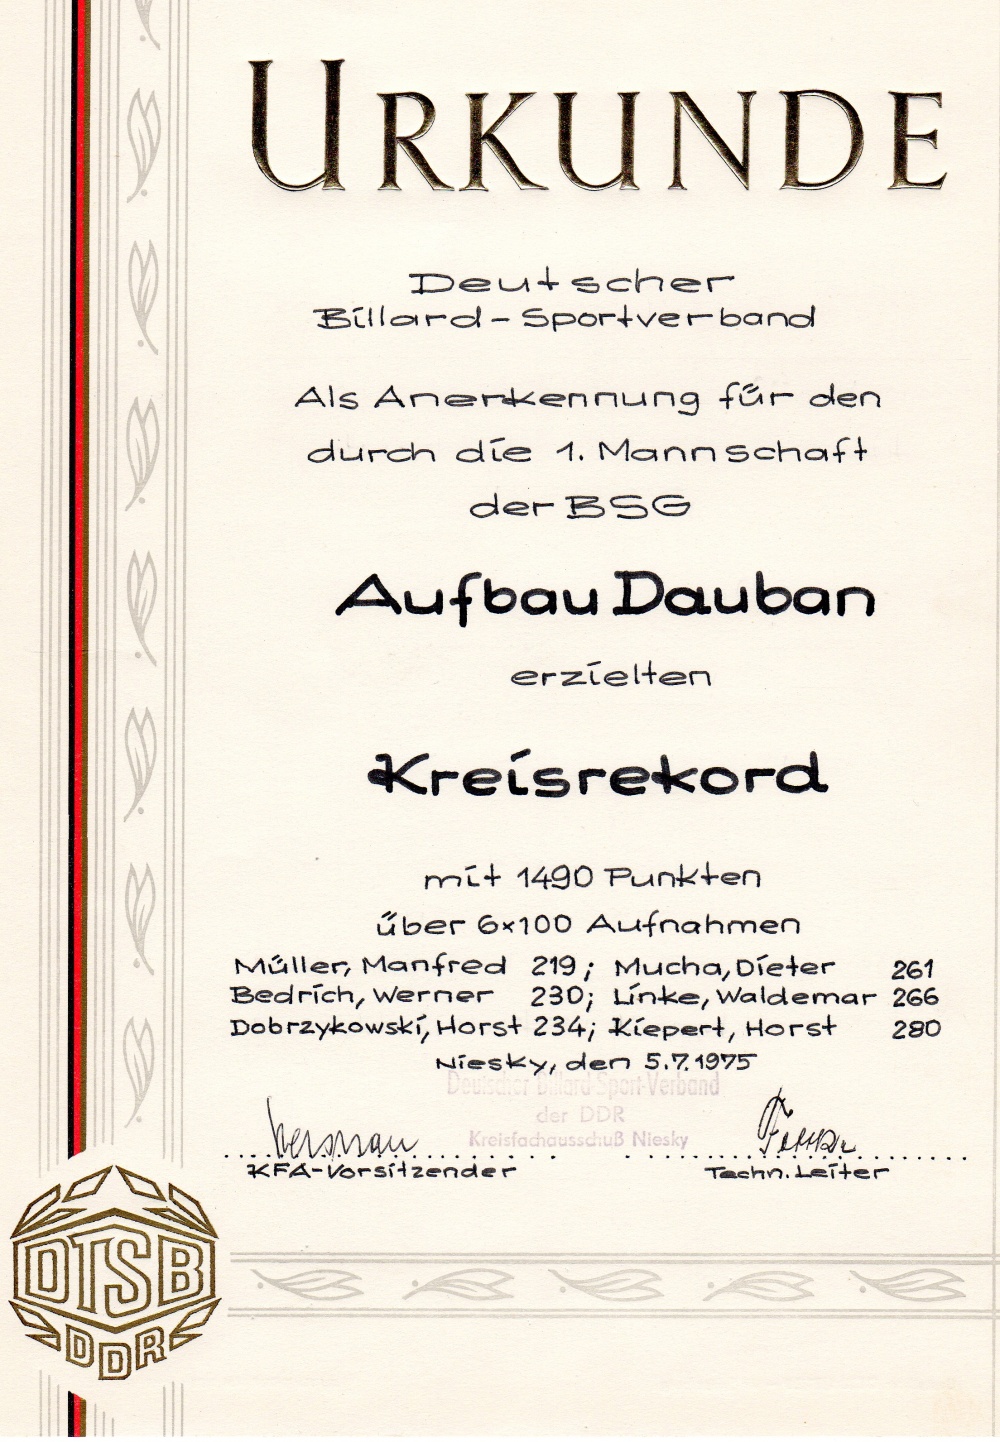 URKUNDE
Deutscher
Billard-Sportverband
Als Anerkennung für den
durch die 1. Mannschaft
der BSG
Aufbau Dauban
erzielten
Kreisrekord
mit 1490 Punkten
über 6x100 Aufnahmen
Müller, Manfred 219; Mucha, Dieter 261
Bedrich, Werner 230; Linke, Waldemar 266
Dobrzykowski, Horst 234; Kiepert, Horst 280
Niesky, den 5.7.1975
Deutscher Billard-Sport-Verband
der DDR
Kreisfachausschuß Niesky
KFA-Vorsitzender Techn. Leiter
DTSB
DDR